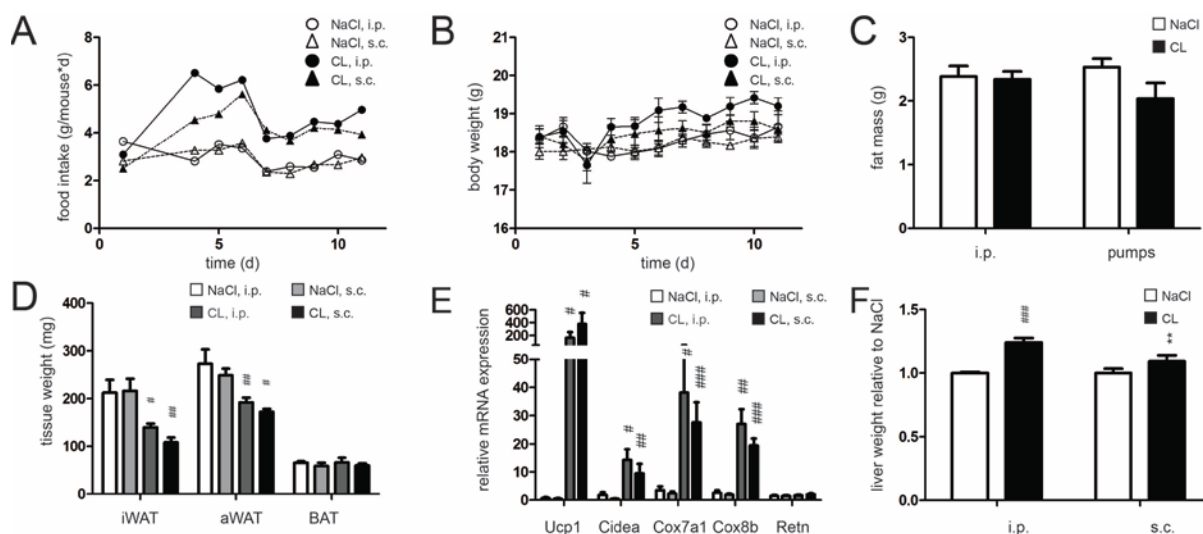 A
NaCl, i.p.
NaCl, s.c.
CL, i.p.
CL, s.c.
food intake (g/mouse*d)
8
6
4
2
0
0 5 10
time (d)
B
NaCl, i.p.
NaCl, s.c.
CL, i.p.
CL, s.c.
body weight (g)
21
20
19
18
17
16
0 5 10
time (d)
C
NaCl
CL
fat mass (g)
3
2
1
0
i.p. pumps
D
NaCl, i.p. NaCl, s.c.
CL, i.p. CL, s.c.
tissue weight (mg)
400
300
200
100
0
# ## ## #
iWAT aWAT BAT
E
NaCl, i.p. NaCl, s.c.
CL, i.p. CL, s.c.
relative mRNA expression
600
400
200
50
40
30
20
10
0
# # # ## # ### ## ###
Ucp1 Cidea Cox7a1 Cox8b Retn
F
NaCl
CL
liver weight relative to NaCl
1.5
1.0
0.5
0.0
### **
i.p. s.c.